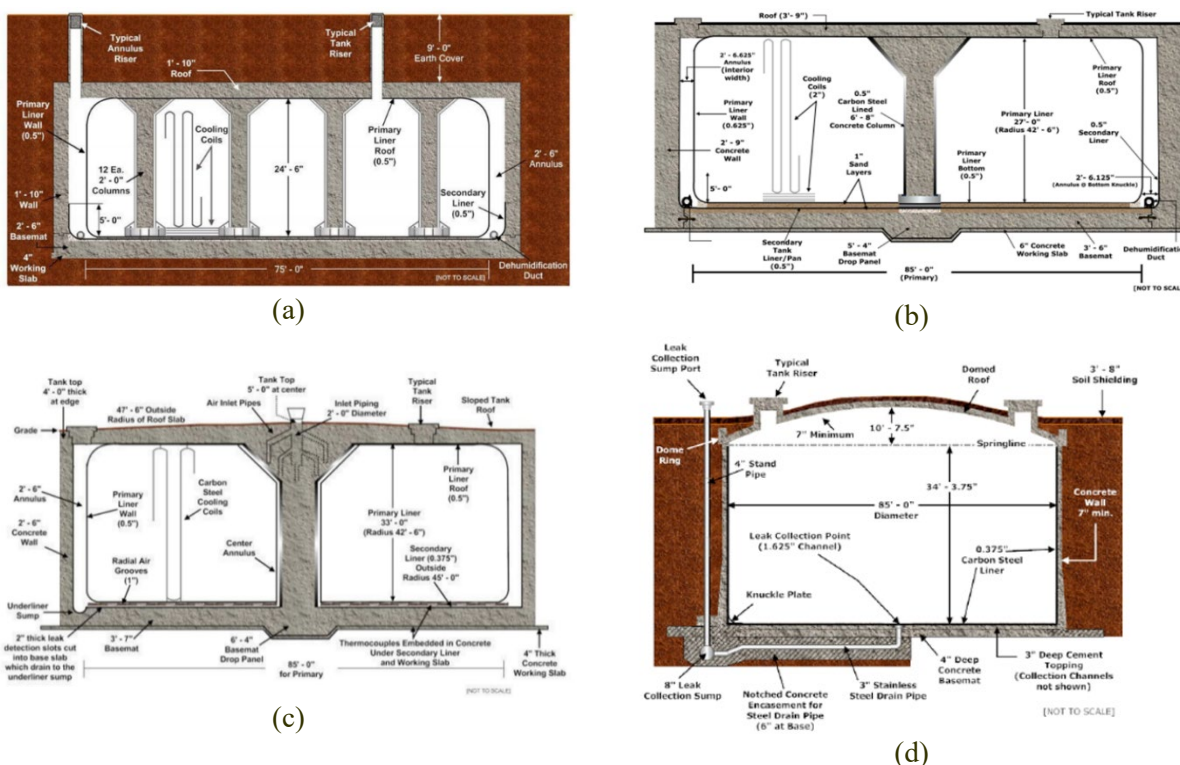 Typical
Annulus
Riser
Typical
Tank
Riser
9' - 0"
Earth Cover
1' - 10"
Roof
Primary
Liner
Wall
(0.5")
Cooling
Coils
Primary
Liner
Roof
(0.5")
24' - 6"
12 Ea.
2' - 0"
Columns
2' - 6"
Annulus
Secondary
Liner
(0.5")
1' - 10"
Wall
5' - 0"
2' - 6"
Basemat
4"
Working
Slab
75' - 0"
[NOT TO SCALE]
Dehumidification
Duct
(a)
Roof (3'- 9")
Typical Tank Riser
2' - 6.625"
Annulus
(interior
width)
Cooling
Coils
(2")
0.5"
Carbon Steel
Lined
6' - 8"
Concrete Column
Primary
Liner
Wall
(0.625")
2' - 9"
Concrete
Wall
Primary Liner
27'- 0"
(Radius 42' - 6")
Primary
Liner
Roof
(0.5")
0.5"
Secondary
Liner
1"
Sand
Layers
Primary
Liner
Bottom
(0.5")
5'- 0"
2'- 6.125"
(Annulus @ Bottom Knuckle)
Secondary
Tank
Liner/Pan
(0.5")
5' - 4"
Basemat
Drop Panel
6" Concrete
Working Slab
3' - 6"
Basemat
Dehumidification
Duct
85' - 0"
(Primary)
[NOT TO SCALE
(b)
Tank top
4' - 0" thick
at edge
47' - 6" Outside
Radius of Roof Slab
Tank Top
5' - 0" at center
Air Inlet Pipes
Inlet Piping
2' - 0" Diameter
Typical
Tank
Riser
Sloped Tank
Roof
Grade
2' - 6"
Annulus
Primary
Liner
Wall
(0.5")
Carbon
Steel
Cooling
Coils
Primary
Liner
Roof
(0.5")
2' - 6"
Concrete
Wall
Primary Liner
33' - 0"
(Radius 42' - 6")
Center
Annulus
Radial Air
Grooves
(1")
Secondary
Liner (0.375")
Outside
Radius 45' - 0"
Underliner
Sump
2" thick leak
detection slots cut
into base slab
which drain to the
underliner sump
3' - 7"
Basemat
6' - 4"
Basemat
Drop Panel
Thermocouples Embedded in Concrete
Under Secondary Liner
and Working Slab
4" Thick
Concrete
Working Slab
85' - 0"
for Primary
[NOT TO SCALE]
(c)
Leak
Collection
Sump Port
Typical
Tank Riser
Domed
Roof
3' - 8"
Soil Shielding
7" Minimum
10' - 7.5"
Springline
Dome
Ring
4" Stand
Pipe
34' - 3.75"
85' - 0"
Diameter
Concrete
Wall
7" min.
Leak Collection Point
(1.625" Channel)
0.375"
Carbon Steel
Liner
Knuckle Plate
8" Leak
Collection Sump
Notched Concrete
Encasement for
Steel Drain Pipe
(6" at Base)
3" Stainless
Steel Drain Pipe
4" Deep
Concrete
Basemat
3" Deep Cement
Topping
(Collection Channels
not shown)
[NOT TO SCALE]
(d)